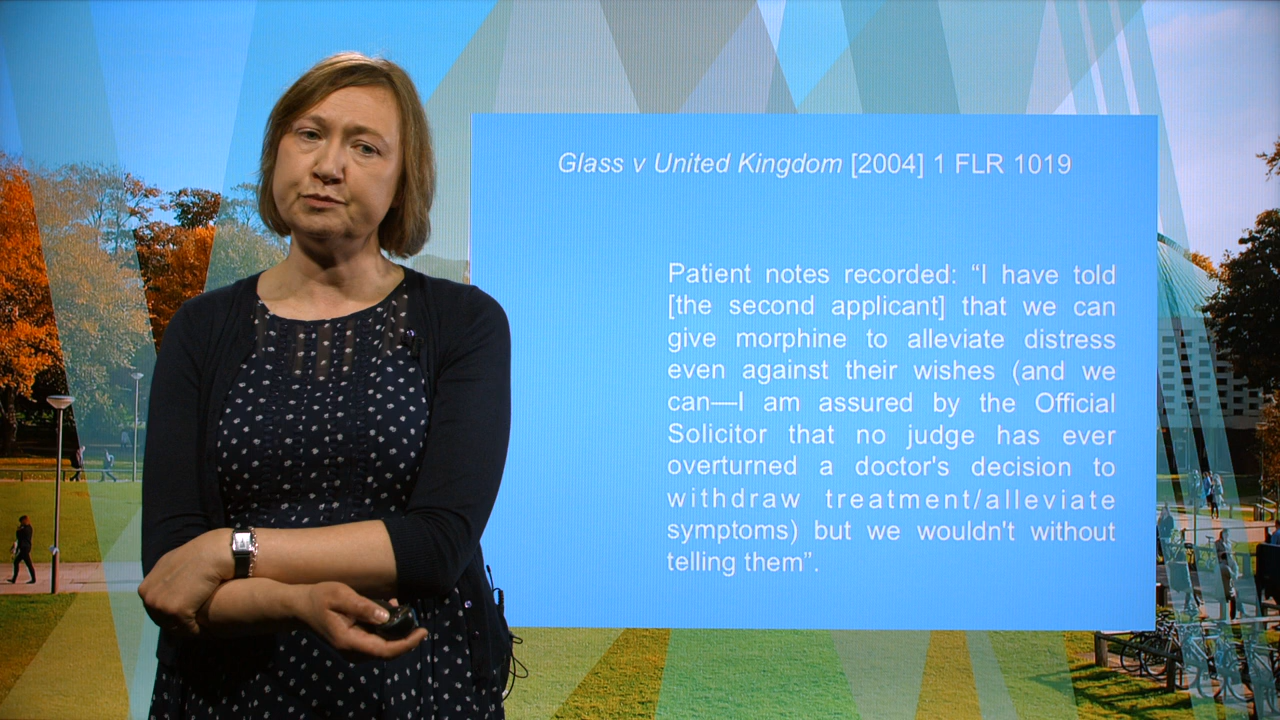 Glass v United Kingdom [2004] 1 FLR 1019
Patient notes recorded: “I have told
[the second applicant] that we can
give morphine to alleviate distress
even against their wishes (and we
can—I am assured by the Official
Solicitor that no judge has ever
overturned a doctor's decision to
withdraw treatment/alleviate
symptoms) but we wouldn't without
telling them”.